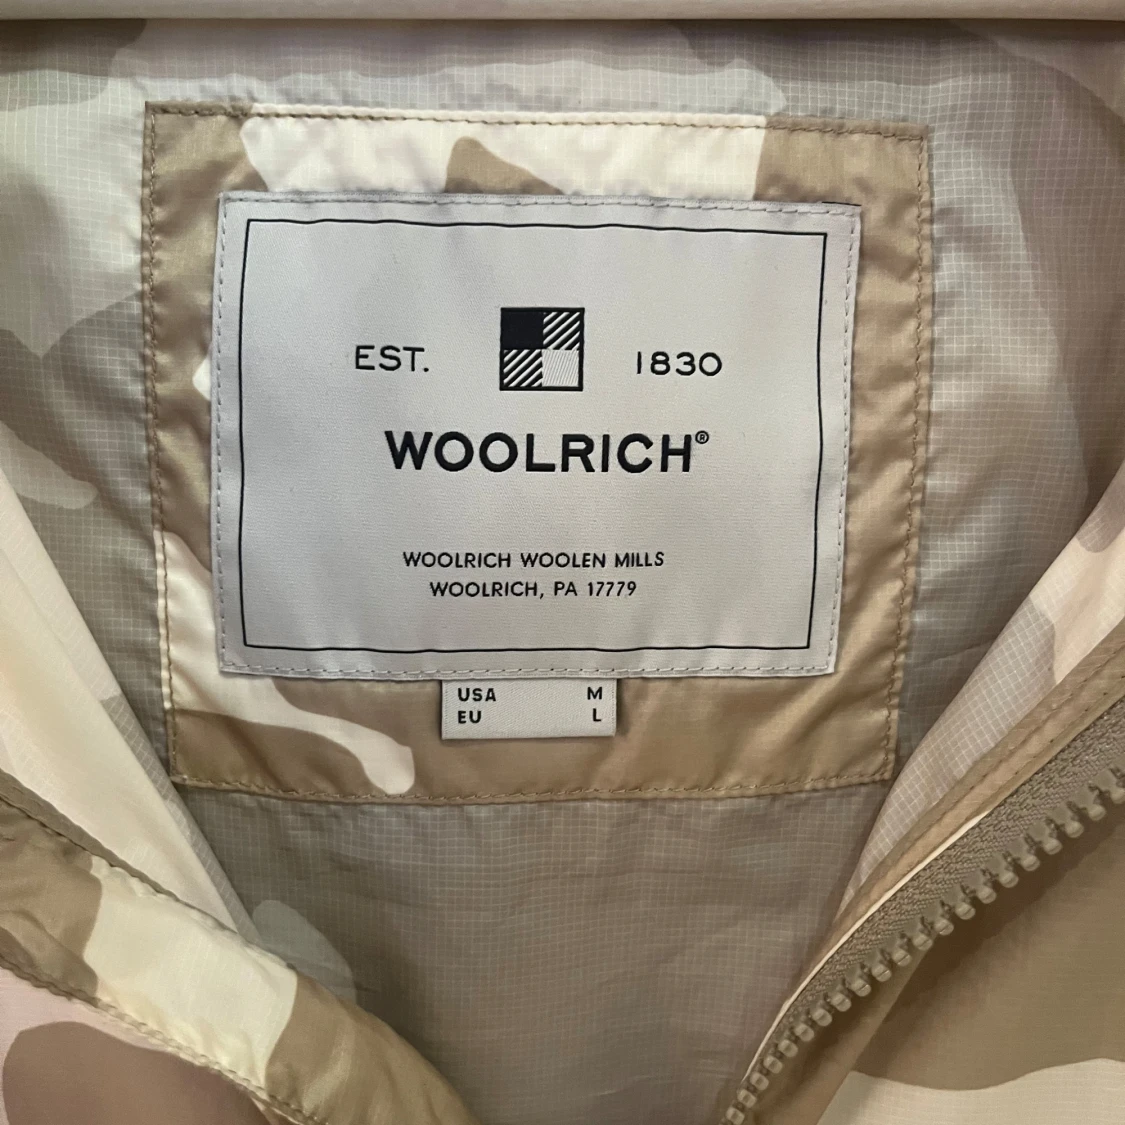 EST. 1830
WOOLRICH®
WOOLRICH WOOLEN MILLS
WOOLRICH, PA 17779
USA M
EU L